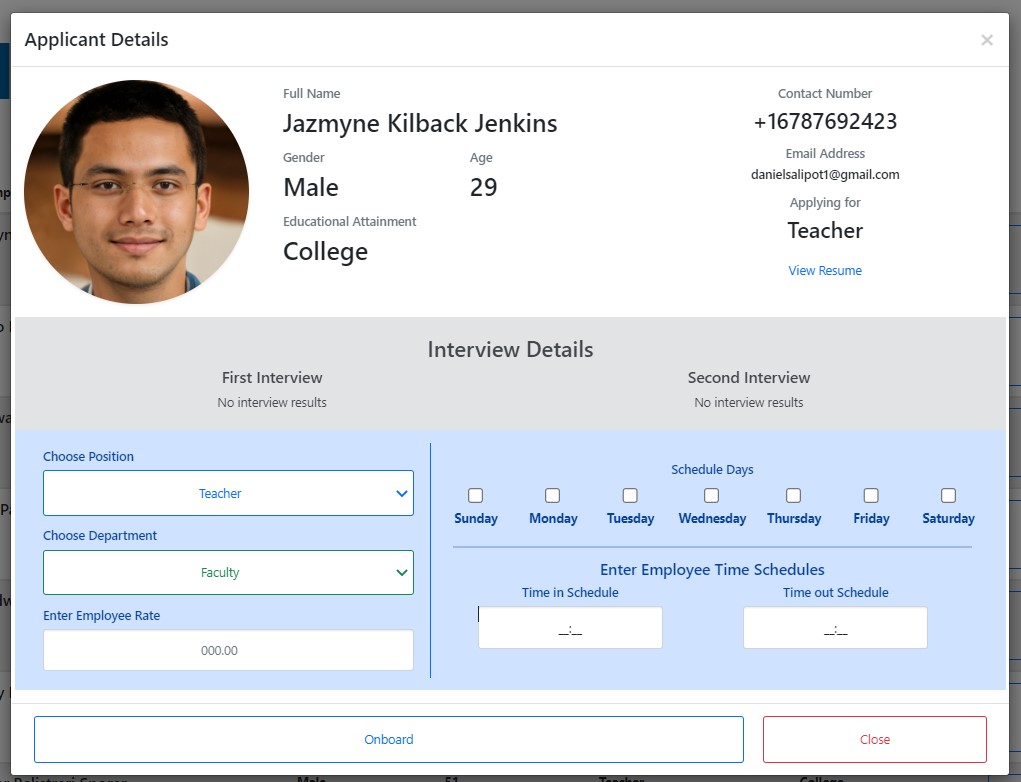 Applicant Details
×
Full Name
Jazmyne Kilback Jenkins
Gender
Age
Male
29
Educational Attainment
College
Contact Number
+16787692423
Email Address
danielsalipot1@gmail.com
Applying for
Teacher
View Resume
Interview Details
First Interview
No interview results
Second Interview
No interview results
Choose Position
Teacher
Choose Department
Faculty
Enter Employee Rate
000.00
Schedule Days
Sunday Monday Tuesday Wednesday Thursday Friday Saturday
Enter Employee Time Schedules
Time in Schedule
Time out Schedule
__:__
__:__
Onboard
Close